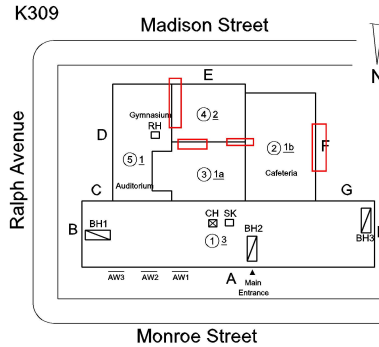 K309
Madison Street
N
E
Gymnasium
4 2
RH
D
2 1b
F
5 1
3 1a
Cafeteria
Auditorium
C
G
Ralph Avenue
CH SK
B
BH1
BH2
BH3
1 3
AW3 AW2 AW1
A
Main
Entrance
Monroe Street